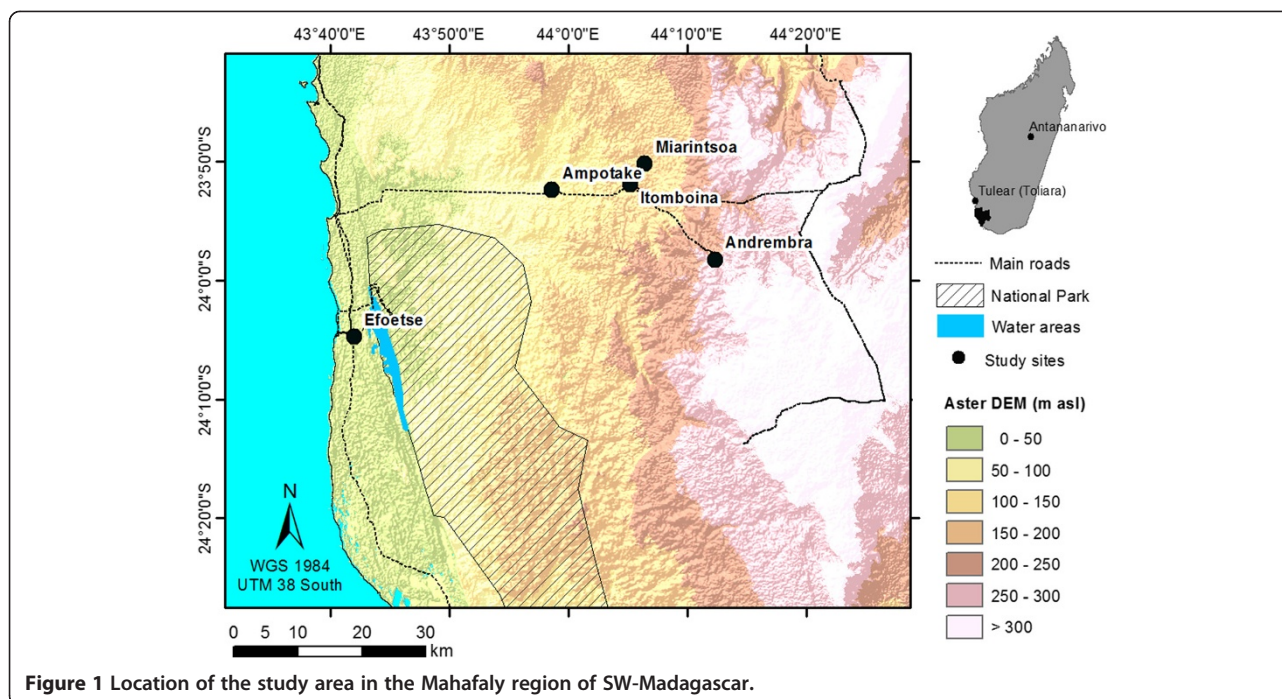 43°40'0"E 43°50'0"E 44°0'0"E 44°10'0"E 44°20'0"E
23°50'0"S
24°0'0"S
24°10'0"S
24°20'0"S
Miarintsoa
Ampotake
Itomboina
Andrembra
Efoetse
N
WGS 1984
UTM 38 South
0 5 10 20 30
km
Antananarivo
Tulear (Toliara)
Main roads
National Park
Water areas
Study sites
Aster DEM (m asl)
0 - 50
50 - 100
100 - 150
150 - 200
200 - 250
250 - 300
> 300
Figure 1 Location of the study area in the Mahafaly region of SW-Madagascar.